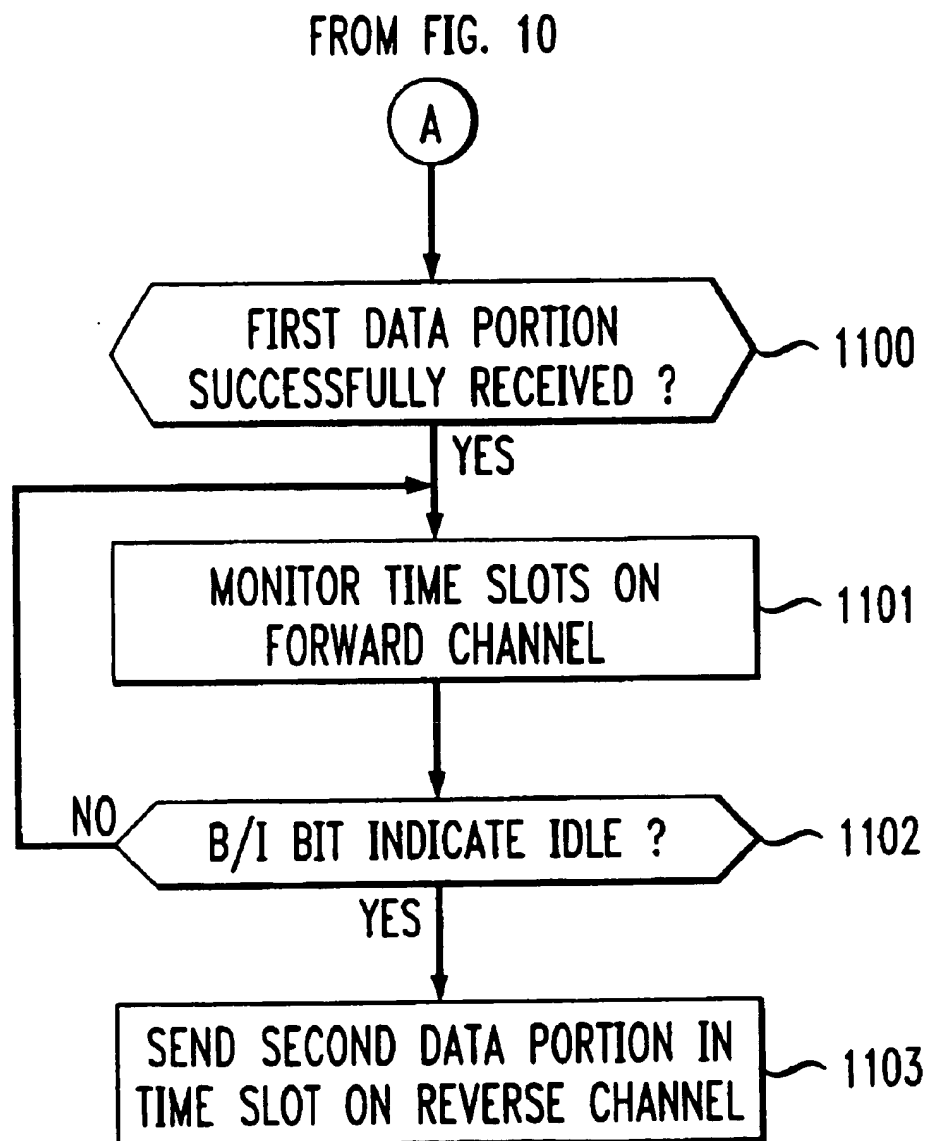 FROM FIG. 10
A
FIRST DATA PORTION
SUCCESSFULLY RECEIVED ?
1100
YES
MONITOR TIME SLOTS ON
FORWARD CHANNEL
1101
NO
B/I BIT INDICATE IDLE ?
1102
YES
SEND SECOND DATA PORTION IN
TIME SLOT ON REVERSE CHANNEL
1103